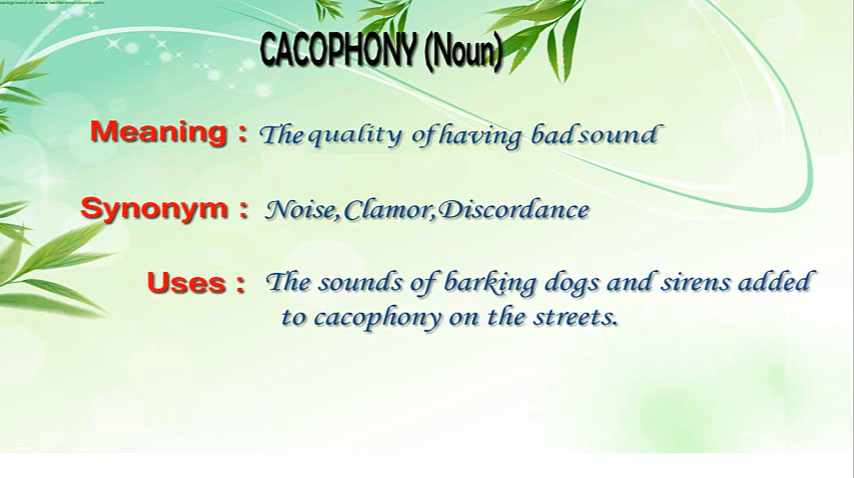 CACOPHONY (Noun)
Meaning : The quality of having bad sound
Synonym : Noise,Clamor,Discordance
Uses : The sounds of barking dogs and sirens added
to cacophony on the streets.